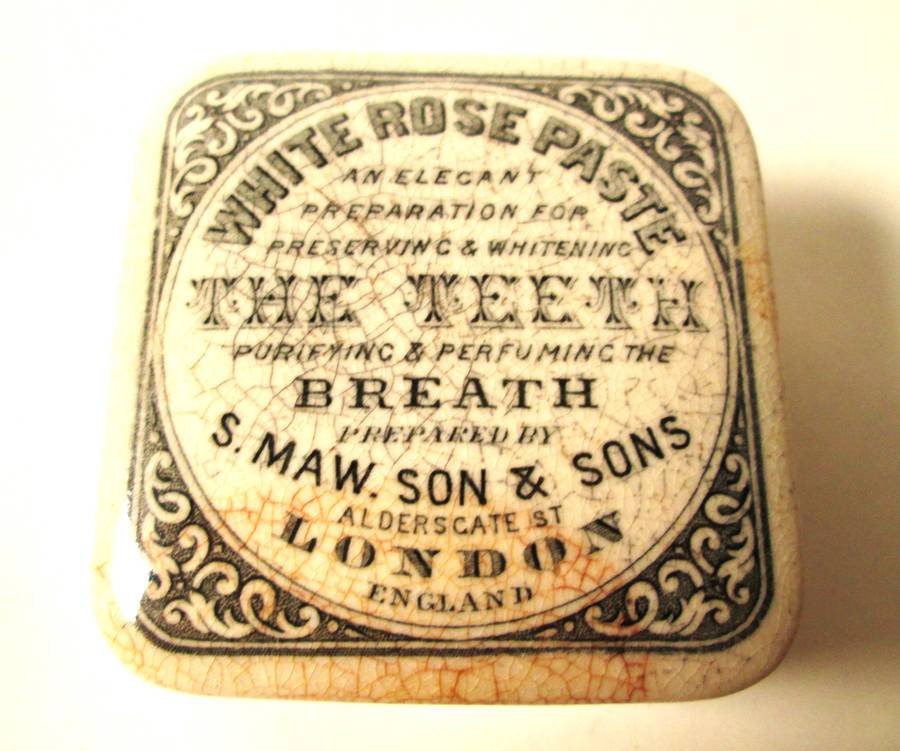 WHITE ROSE PASTE
AN ELEGANT
PREPARATION FOR
PRESERVING & WHITENING
THE TEETH
PURIFYING & PERFUMING THE
BREATH
PREPARED BY
S. MAW. SON & SONS
ALDERSGATE ST
LONDON
ENGLAND